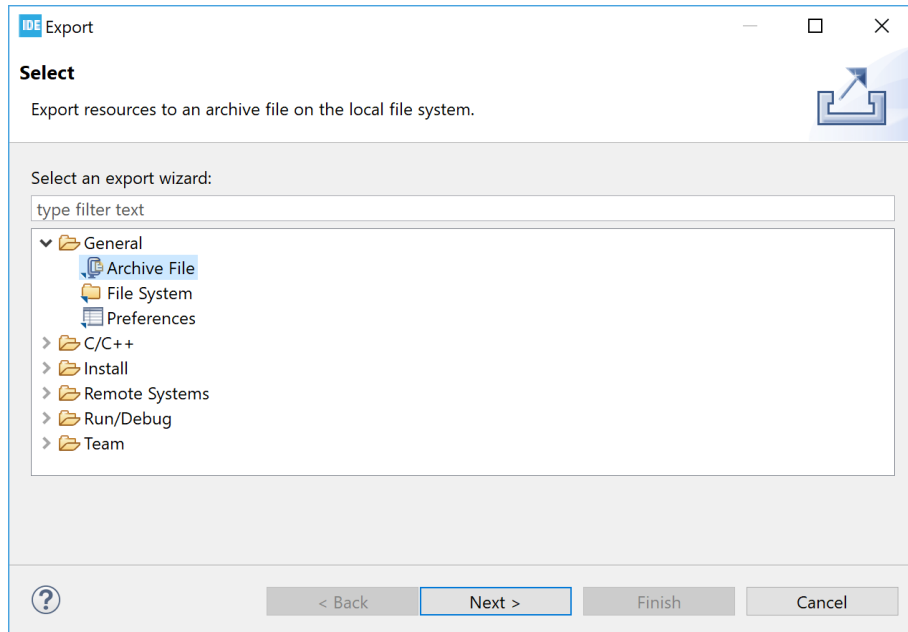 IDE Export
Select
Export resources to an archive file on the local file system.
Select an export wizard:
type filter text
General
Archive File
File System
Preferences
C/C++
Install
Remote Systems
Run/Debug
Team
?
< Back Next > Finish Cancel